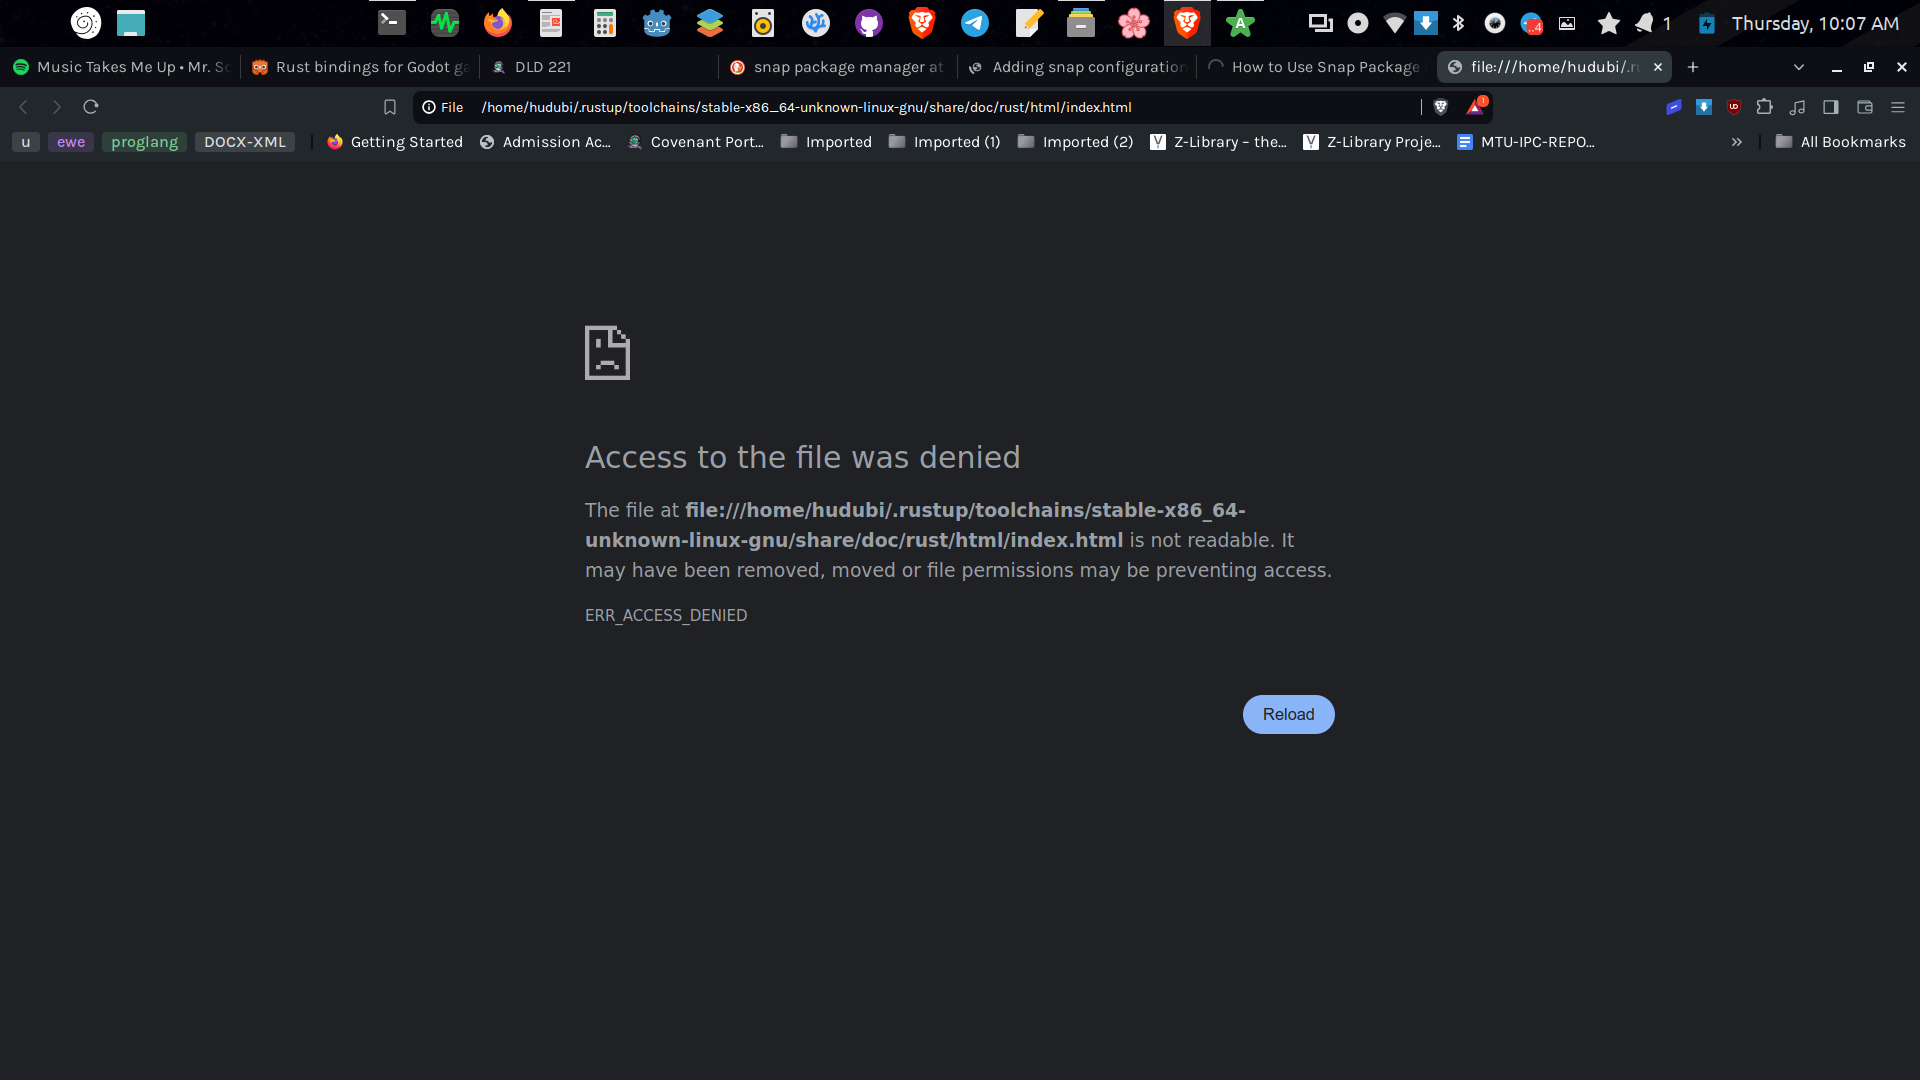 1 Thursday, 10:07 AM
Music Takes Me Up • Mr. Sc
Rust bindings for Godot ga
DLD 221
snap package manager at
Adding snap configuration
How to Use Snap Package
file:///home/hudubi/.ru
File /home/hudubi/.rustup/toolchains/stable-x86_64-unknown-linux-gnu/share/doc/rust/html/index.html
u ewe proglang DOCX-XML Getting Started Admission Ac... Covenant Port... Imported Imported (1) Imported (2) Z-Library – the... Z-Library Proje... MTU-IPC-REPO... » All Bookmarks
Access to the file was denied
The file at file:///home/hudubi/.rustup/toolchains/stable-x86_64-
unknown-linux-gnu/share/doc/rust/html/index.html is not readable. It
may have been removed, moved or file permissions may be preventing access.
ERR_ACCESS_DENIED
Reload